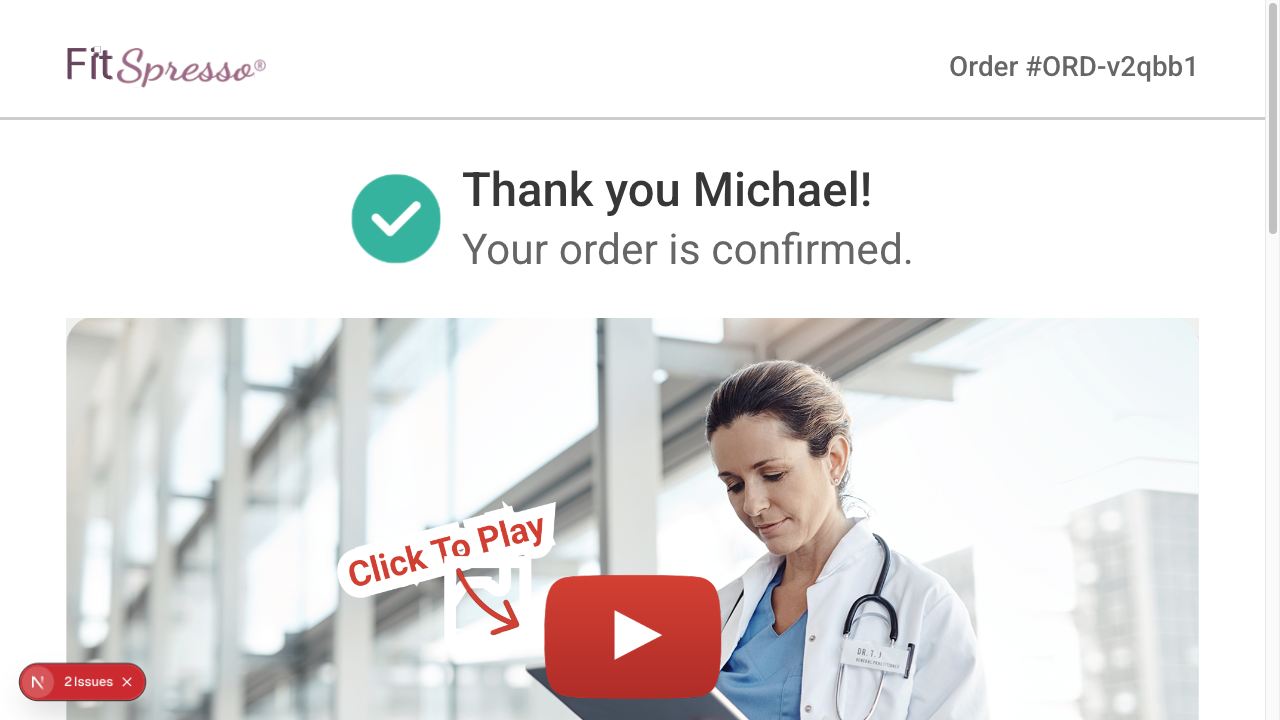 FitSpresso®
Order #ORD-v2qbb1
Thank you Michael!
Your order is confirmed.
Click To Play
DR. T. J.
GENERAL PRACTITIONER
N 2 Issues